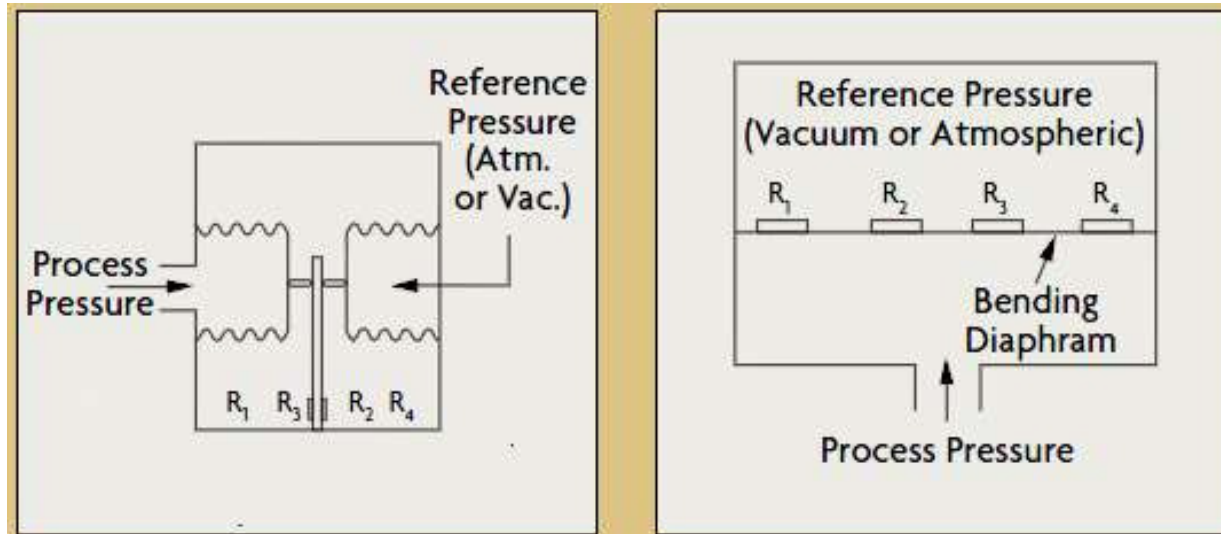 Reference
Pressure
(Atm.
or Vac.)
Process
Pressure
R1 R3 R2 R4
Reference Pressure
(Vacuum or Atmospheric)
R1 R2 R3 R4
Bending
Diaphram
Process Pressure